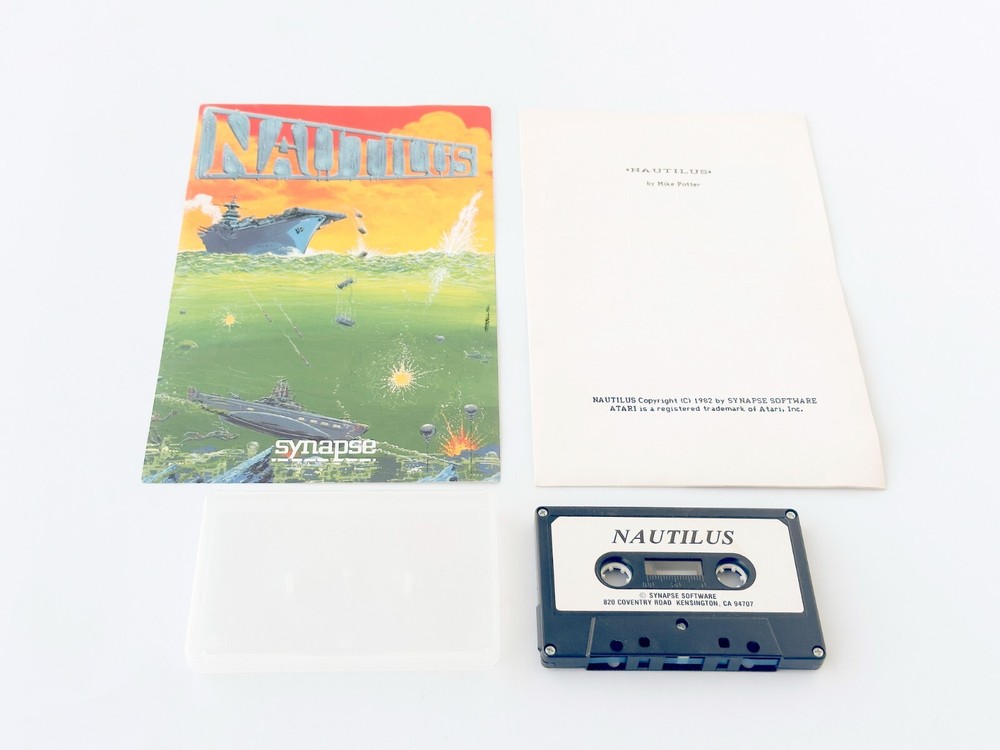 NAUTILUS
synapse
*NAUTILUS*
by Mike Potter
NAUTILUS Copyright (C) 1982 by SYNAPSE SOFTWARE
ATARI is a registered trademark of Atari, Inc.
NAUTILUS
© SYNAPSE SOFTWARE
820 COVENTRY ROAD KENSINGTON, CA 94707